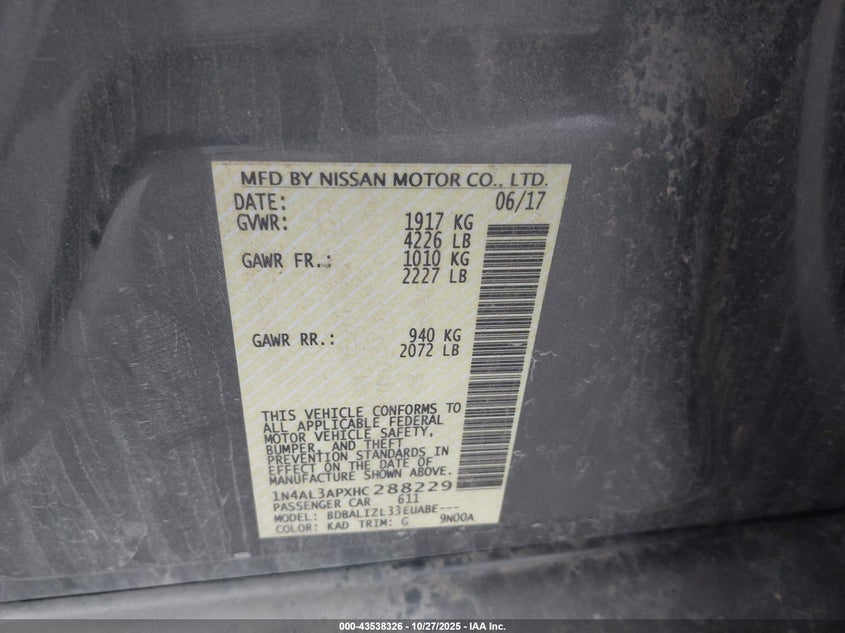 MFD BY NISSAN MOTOR CO., LTD.
DATE: 06/17
GVWR: 1917 KG
4226 LB
GAWR FR.: 1010 KG
2227 LB
GAWR RR.: 940 KG
2072 LB
THIS VEHICLE CONFORMS TO
ALL APPLICABLE FEDERAL
MOTOR VEHICLE SAFETY,
BUMPER, AND THEFT
PREVENTION STANDARDS IN
EFFECT ON THE DATE OF
MANUFACTURE SHOWN ABOVE.
1N4AL3APXHC288229
PASSENGER CAR 611
MODEL: BDBALIZL33EUABE---
COLOR: KAD TRIM: G 9N00A
000-43538326 - 10/27/2025 - IAA Inc.